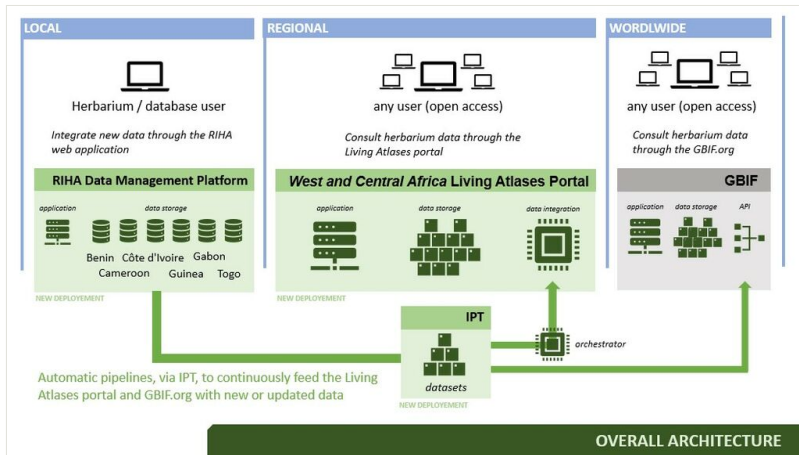 LOCAL
REGIONAL
WORDLWIDE
Herbarium / database user
any user (open access)
any user (open access)
Integrate new data through the RIHA
web application
Consult herbarium data through the
Living Atlases portal
Consult herbarium data
through the GBIF.org
RIHA Data Management Platform
West and Central Africa Living Atlases Portal
GBIF
application
data storage
application
data storage
data integration
application
data storage
API
Benin Côte d'Ivoire Gabon
Cameroon Guinea Togo
NEW DEPLOYEMENT
NEW DEPLOYEMENT
IPT
orchestrator
datasets
NEW DEPLOYEMENT
Automatic pipelines, via IPT, to continuously feed the Living
Atlases portal and GBIF.org with new or updated data
OVERALL ARCHITECTURE